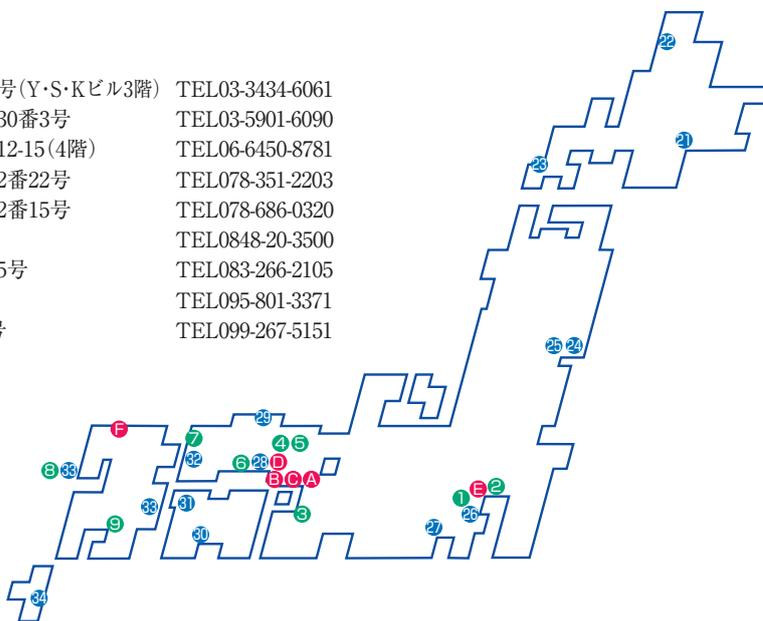 号（Y・S・Kビル3階） TEL03-3434-6061
30番3号 TEL03-5901-6090
12-15（4階） TEL06-6450-8781
2番22号 TEL078-351-2203
2番15号 TEL078-686-0320
TEL0848-20-3500
5号 TEL083-266-2105
TEL095-801-3371
号 TEL099-267-5151
22
21
23
25 24
29
F
7 4 5
8 33 32 6 28 D
B C A
1 E 2
33 31 3 26
9 30 27
34